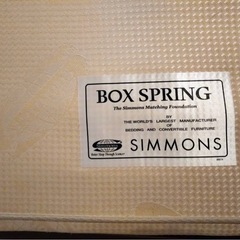 BOX SPRING
The Simmons Matching Foundation
BY
THE WORLD'S LARGEST MANUFACTURER
OF
BEDDING AND CONVERTIBLE FURNITURE
SIMMONS